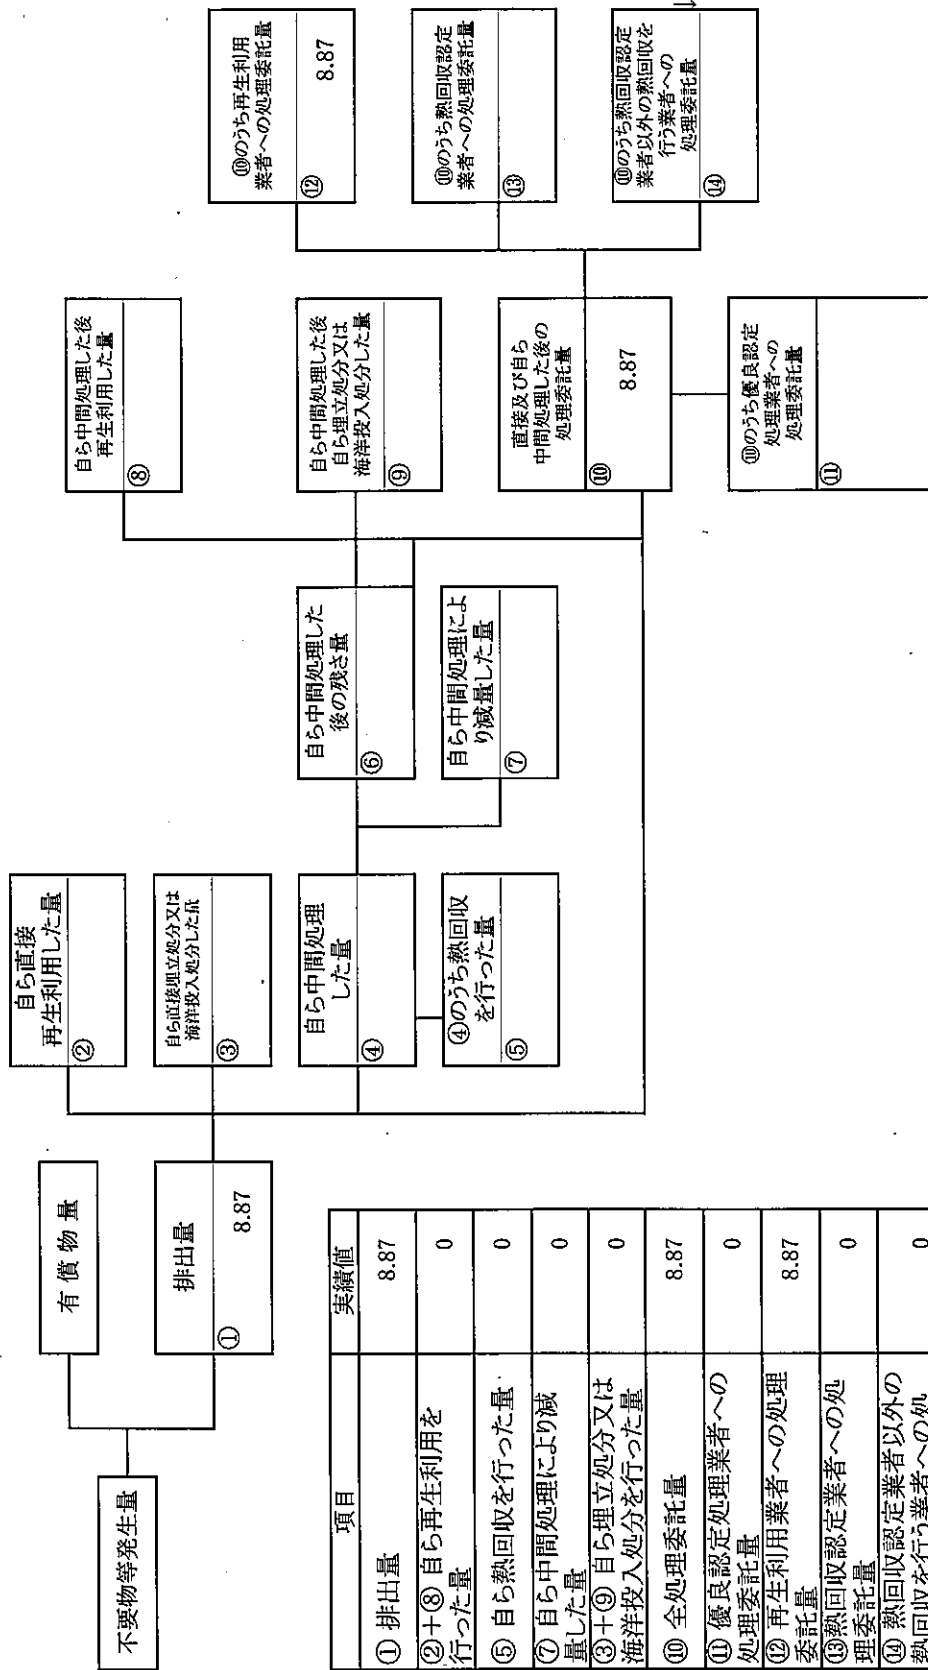 不要物等発生量
有償物量
排出量
①
8.87
自ら直接
再生利用した量
②
自ら直接埋立処分又は
海洋投入処分した量
③
自ら中間処理
した量
④
④のうち熱回収
を行った量
⑤
自ら中間処理した
後の残さ量
⑥
自ら中間処理によ
り減量した量
⑦
自ら中間処理した後
再生利用した量
⑧
自ら中間処理した後
自ら埋立処分又は
海洋投入処分した量
⑨
直接及び自ら
中間処理した後の
処理委託量
⑩
8.87
⑩のうち優良認定
処理業者への
処理委託量
⑪
⑩のうち再生利用
業者への処理委託量
⑫
8.87
⑩のうち熱回収認定
業者への処理委託量
⑬
⑩のうち熱回収認定
業者以外の熱回収を
行う業者への
処理委託量
⑭
項目 実績値
① 排出量 8.87
②+⑧ 自ら再生利用を
行った量 0
⑤ 自ら熱回収を行った量 0
⑦ 自ら中間処理により減
量した量 0
③+⑨ 自ら埋立処分又は
海洋投入処分を行った量 0
⑩ 全処理委託量 8.87
⑪ 優良認定処理業者への
処理委託量 0
⑫ 再生利用業者への処理
委託量 8.87
⑬熱回収認定業者への処
理委託量 0
⑭ 熱回収認定業者以外の
熱回収を行う業者への処 0